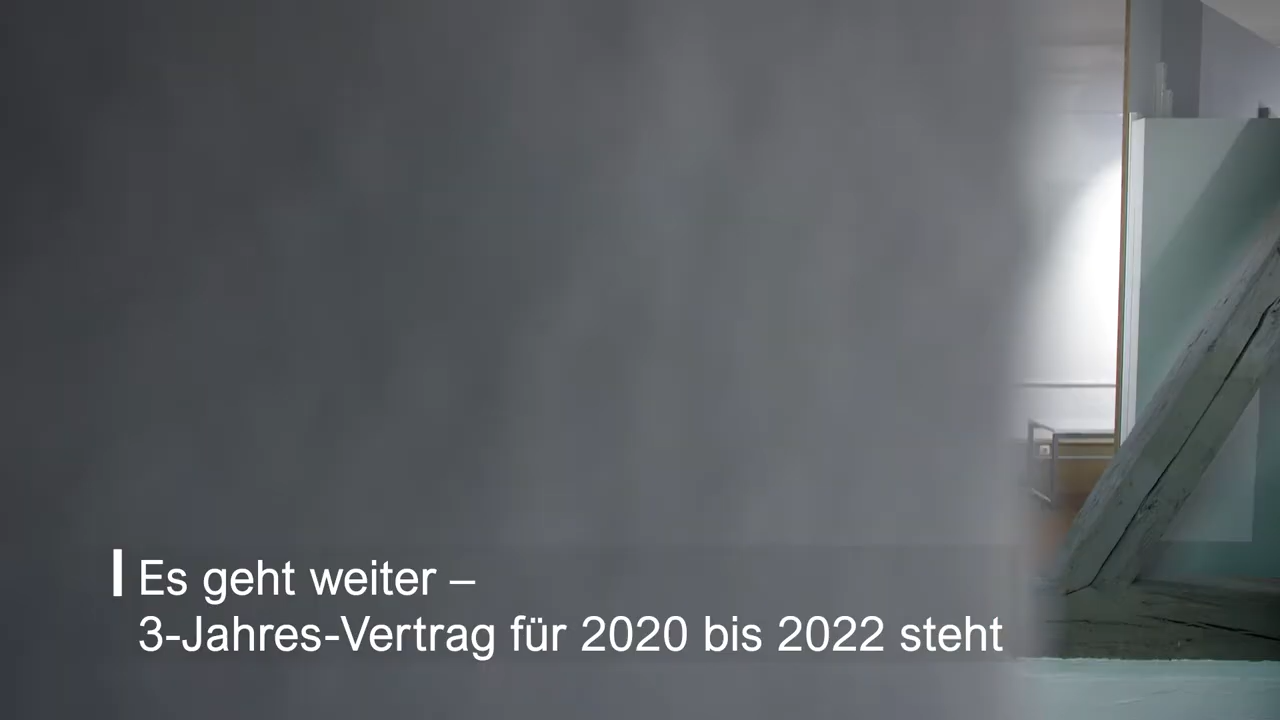 Es geht weiter –
3-Jahres-Vertrag für 2020 bis 2022 steht